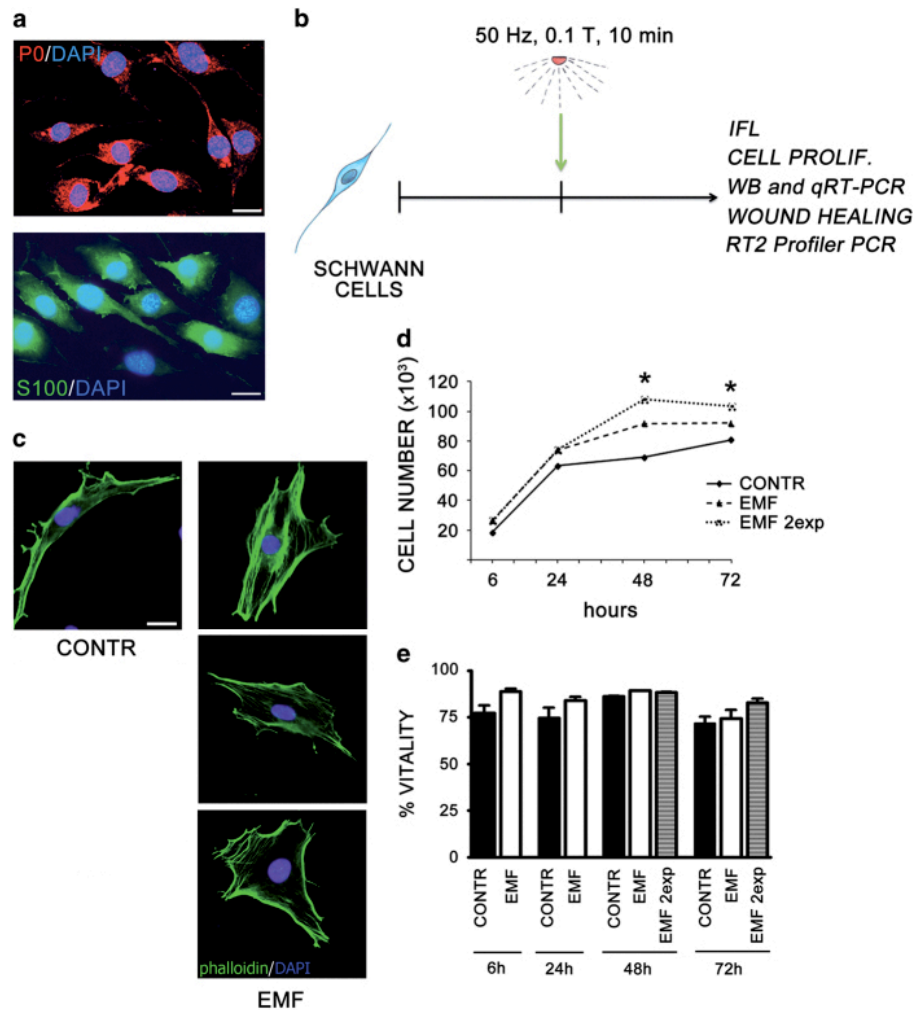 a
P0/DAPI
S100/DAPI
b
50 Hz, 0.1 T, 10 min
SCHWANN
CELLS
IFL
CELL PROLIF.
WB and qRT-PCR
WOUND HEALING
RT2 Profiler PCR
c
CONTR
phalloidin/DAPI
EMF
d
CELL NUMBER (x10³)
120
100
80
60
40
20
* *
CONTR
EMF
EMF 2exp
6 24 48 72
hours
e
% VITALITY
100
75
50
25
0
CONTR
EMF
CONTR
EMF
CONTR
EMF
EMF 2exp
CONTR
EMF
EMF 2exp
6h 24h 48h 72h